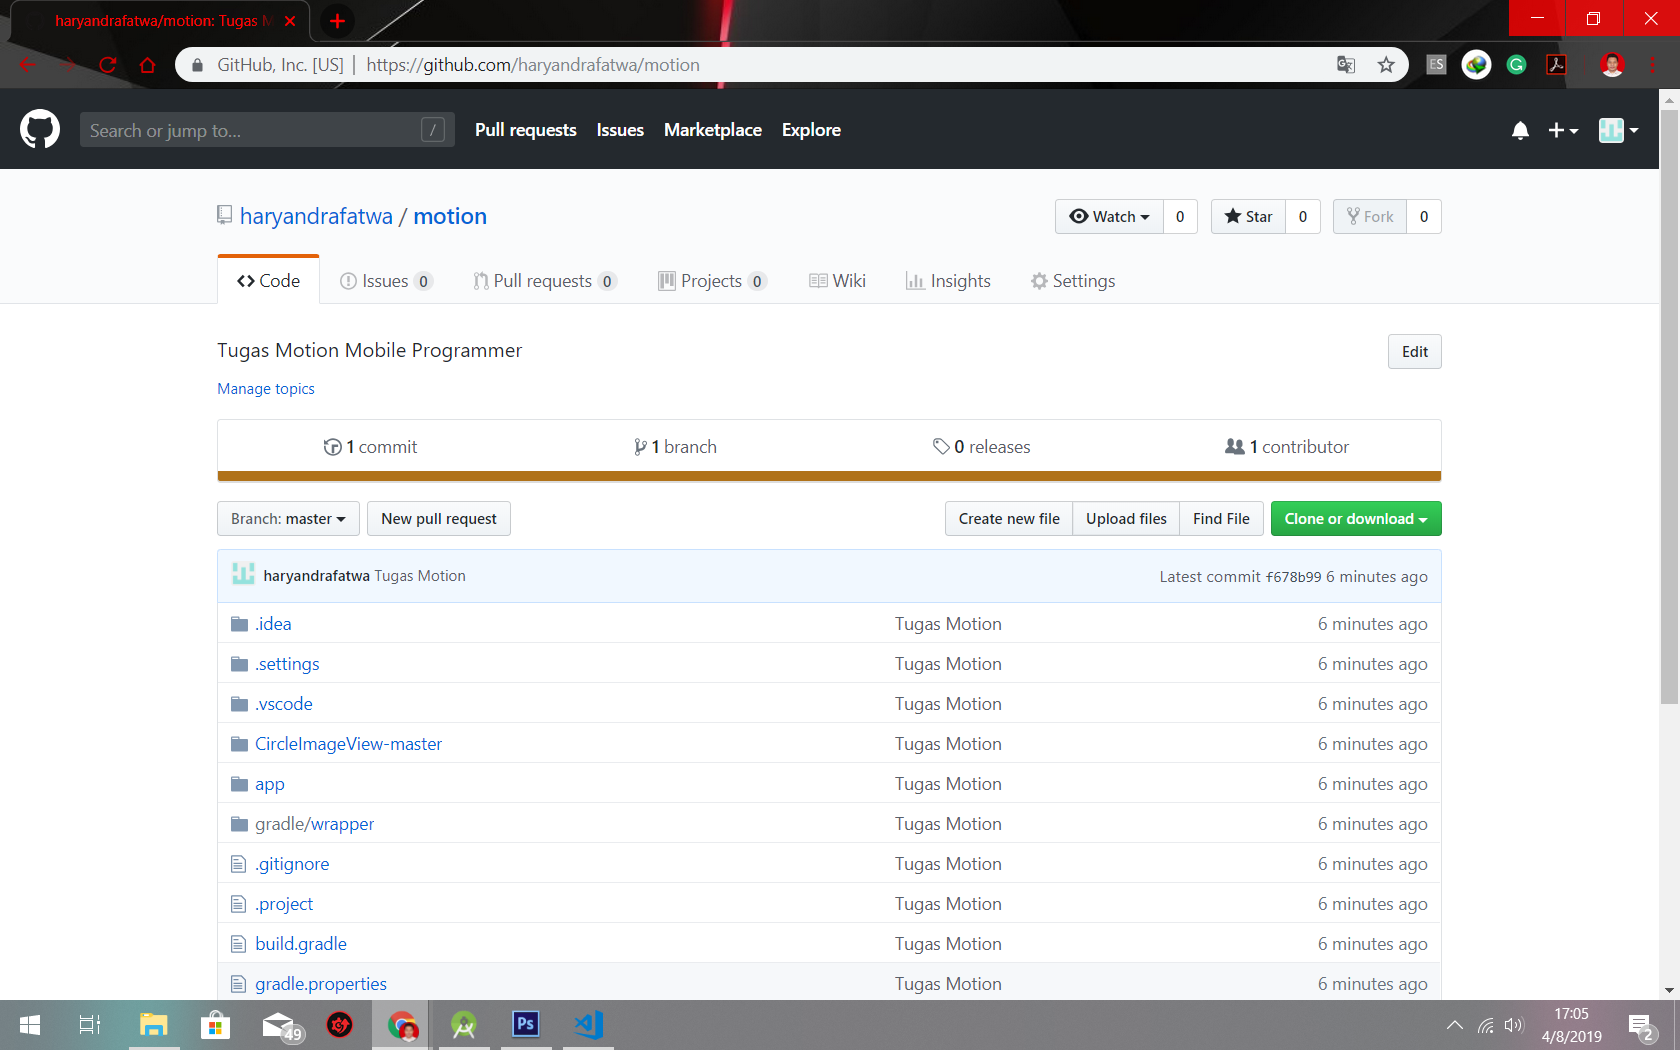 haryandrafatwa/motion: Tugas M
GitHub, Inc. [US] | https://github.com/haryandrafatwa/motion
ES
Search or jump to... /
Pull requests Issues Marketplace Explore
haryandrafatwa / motion
Watch 0 Star 0 Fork 0
Code Issues 0 Pull requests 0 Projects 0 Wiki Insights Settings
Tugas Motion Mobile Programmer
Edit
Manage topics
1 commit 1 branch 0 releases 1 contributor
Branch: master New pull request Create new file Upload files Find File Clone or download
haryandrafatwa Tugas Motion Latest commit f678b99 6 minutes ago
.idea Tugas Motion 6 minutes ago
.settings Tugas Motion 6 minutes ago
.vscode Tugas Motion 6 minutes ago
CircleImageView-master Tugas Motion 6 minutes ago
app Tugas Motion 6 minutes ago
gradle/wrapper Tugas Motion 6 minutes ago
.gitignore Tugas Motion 6 minutes ago
.project Tugas Motion 6 minutes ago
build.gradle Tugas Motion 6 minutes ago
gradle.properties Tugas Motion 6 minutes ago
49
Ps
17:05
4/8/2019
2